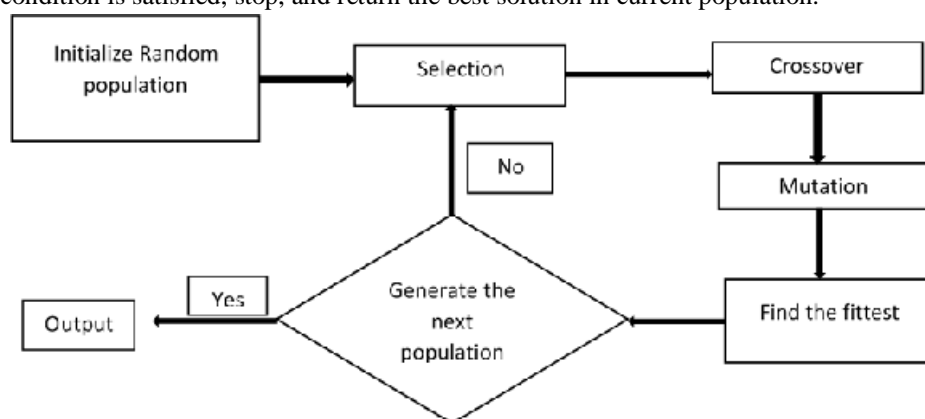 condition is satisfied, stop, and return the best solution in current population.
Initialize Random
population
Selection
Crossover
No
Mutation
Yes
Generate the
next
population
Find the fittest
Output